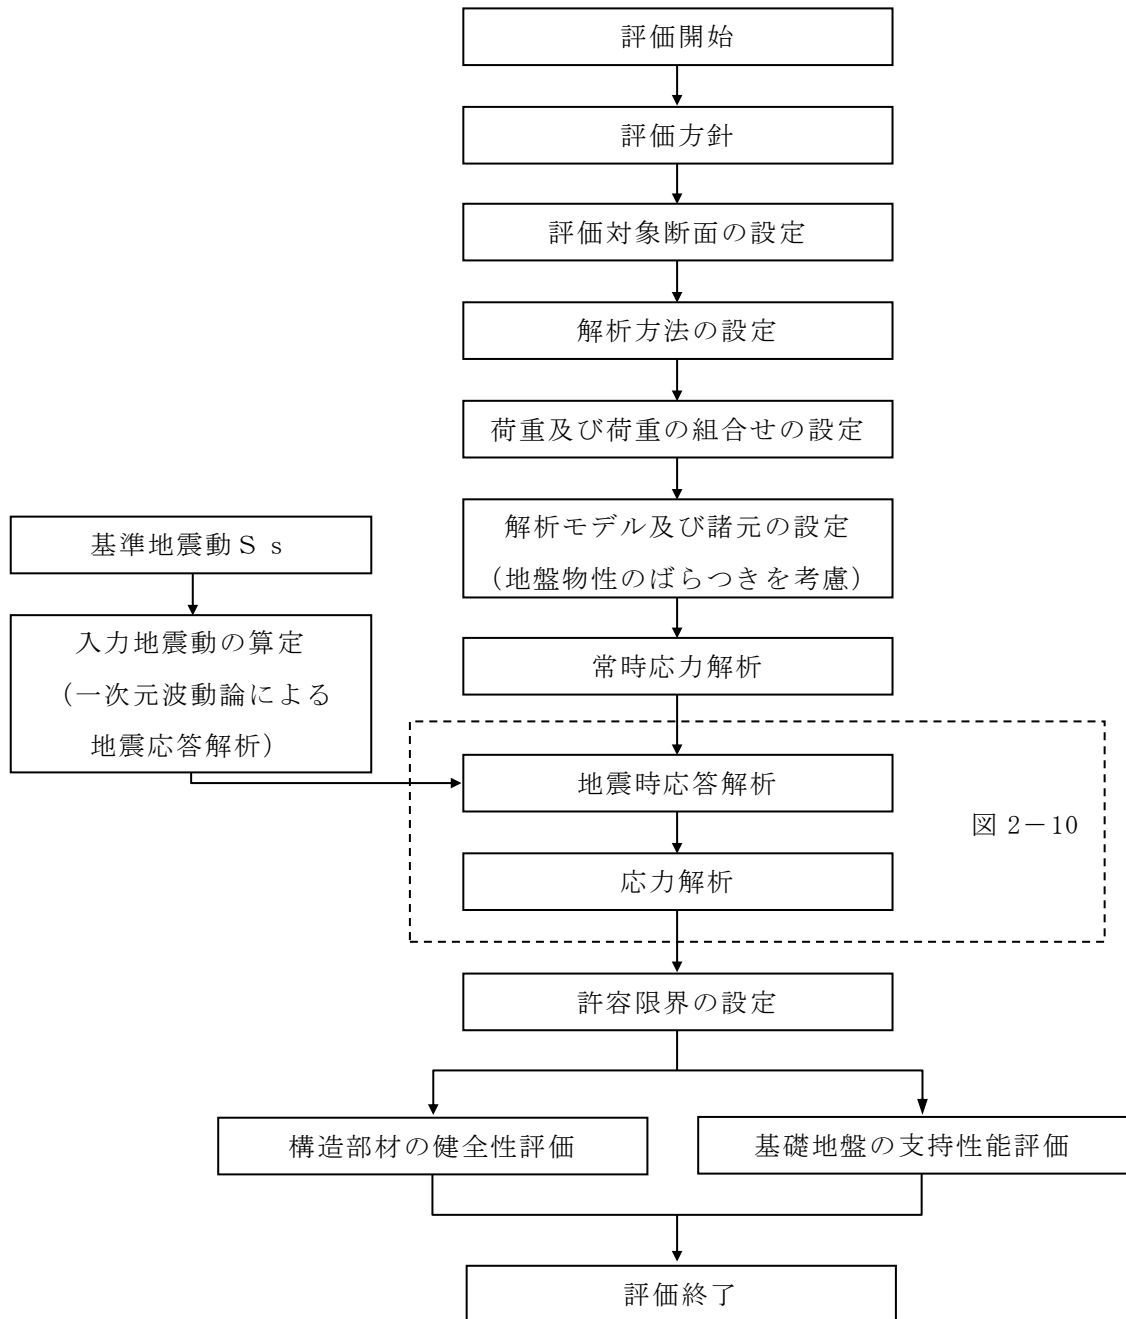 評価開始
評価方針
評価対象断面の設定
解析方法の設定
荷重及び荷重の組合せの設定
解析モデル及び諸元の設定
(地盤物性のばらつきを考慮)
基準地震動Ｓｓ
入力地震動の算定
(一次元波動論による
地震応答解析)
常時応力解析
地震時応答解析
図 2－10
応力解析
許容限界の設定
構造部材の健全性評価
基礎地盤の支持性能評価
評価終了